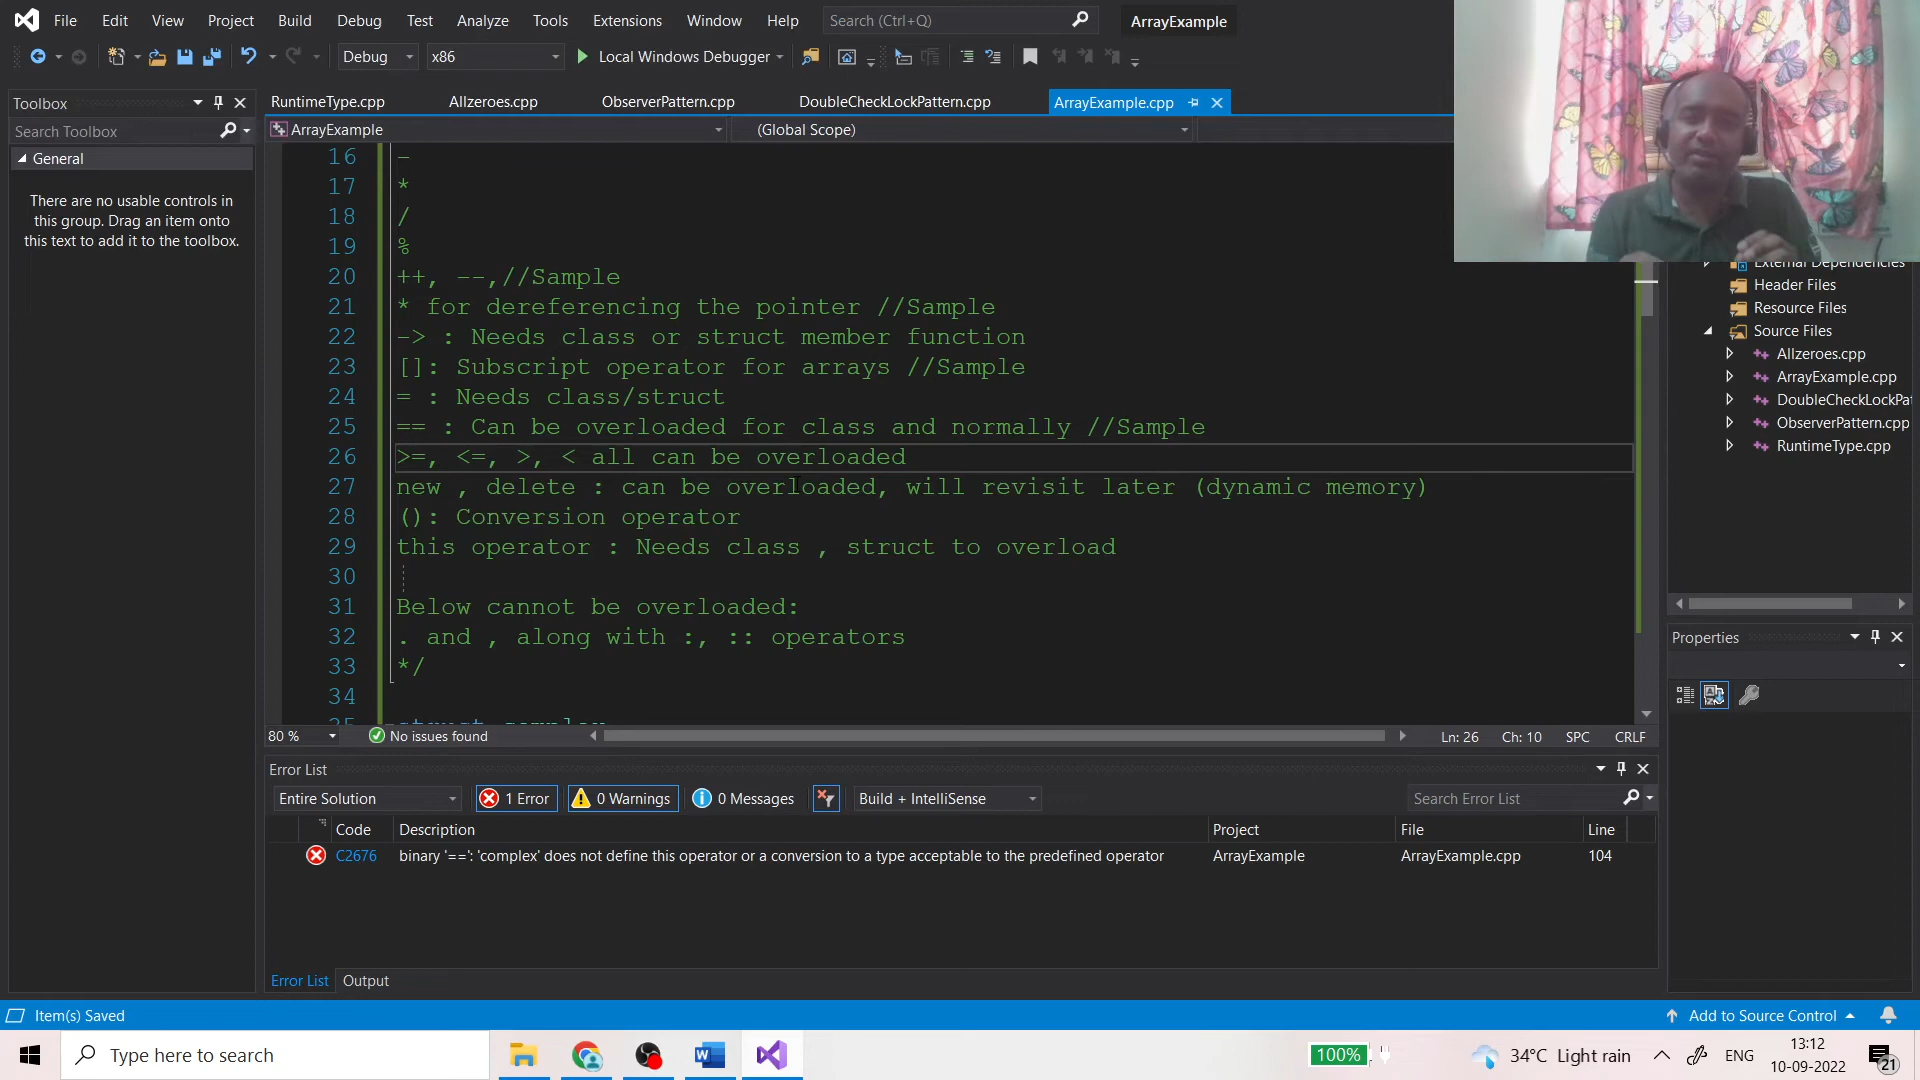 File Edit View Project Build Debug Test Analyze Tools Extensions Window Help Search (Ctrl+Q) ArrayExample
Debug x86 Local Windows Debugger
Toolbox
Search Toolbox
General
There are no usable controls in
this group. Drag an item onto
this text to add it to the toolbox.
RuntimeType.cpp Allzeroes.cpp ObserverPattern.cpp DoubleCheckLockPattern.cpp ArrayExample.cpp
ArrayExample (Global Scope)
16 -
17 *
18 /
19 %
20 ++, --,//Sample
21 * for dereferencing the pointer //Sample
22 -> : Needs class or struct member function
23 []: Subscript operator for arrays //Sample
24 = : Needs class/struct
25 == : Can be overloaded for class and normally //Sample
26 >=, <=, >, < all can be overloaded
27 new , delete : can be overloaded, will revisit later (dynamic memory)
28 (): Conversion operator
29 this operator : Needs class , struct to overload
30
31 Below cannot be overloaded:
32 . and , along with :, :: operators
33 */
34
35 struct complex
80 % No issues found Ln: 26 Ch: 10 SPC CRLF
External Dependencies
Header Files
Resource Files
Source Files
Allzeroes.cpp
ArrayExample.cpp
DoubleCheckLockPat
ObserverPattern.cpp
RuntimeType.cpp
Properties
Error List
Entire Solution 1 Error 0 Warnings 0 Messages Build + IntelliSense Search Error List
Code Description Project File Line
C2676 binary '==': 'complex' does not define this operator or a conversion to a type acceptable to the predefined operator ArrayExample ArrayExample.cpp 104
Error List Output
Item(s) Saved Add to Source Control
Type here to search
100% 34°C Light rain ENG 13:12
10-09-2022
21